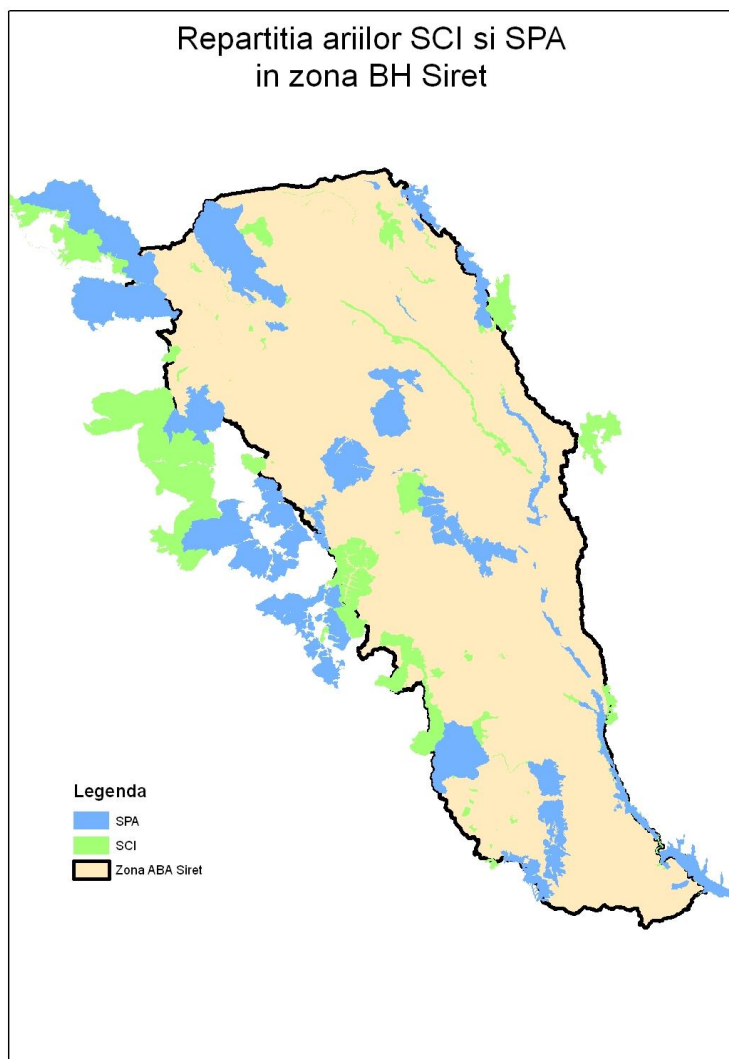 Repartitia ariilor SCI si SPA
in zona BH Siret
Legenda
SPA
SCI
Zona ABA Siret